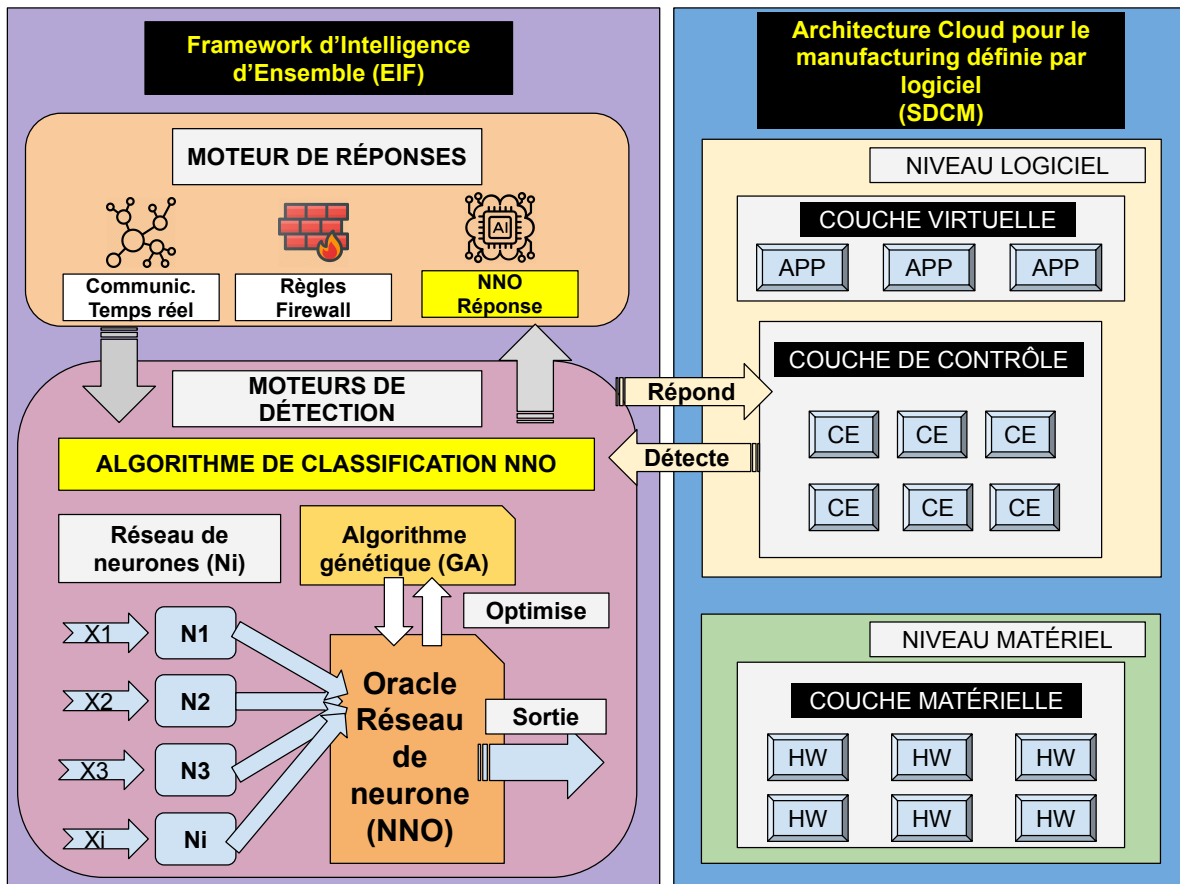 Framework d’Intelligence
d’Ensemble (EIF)
MOTEUR DE RÉPONSES
AI
Communic.
Temps réel
Règles
Firewall
NNO
Réponse
MOTEURS DE
DÉTECTION
ALGORITHME DE CLASSIFICATION NNO
Réseau de
neurones (Ni)
Algorithme
génétique (GA)
Optimise
X1
N1
X2
N2
X3
N3
Xi
Ni
Oracle
Réseau
de
neurone
(NNO)
Sortie
Répond
Détecte
Architecture Cloud pour le
manufacturing définie par
logiciel
(SDCM)
NIVEAU LOGICIEL
COUCHE VIRTUELLE
APP APP APP
COUCHE DE CONTRÔLE
CE CE CE
CE CE CE
NIVEAU MATÉRIEL
COUCHE MATÉRIELLE
HW HW HW
HW HW HW